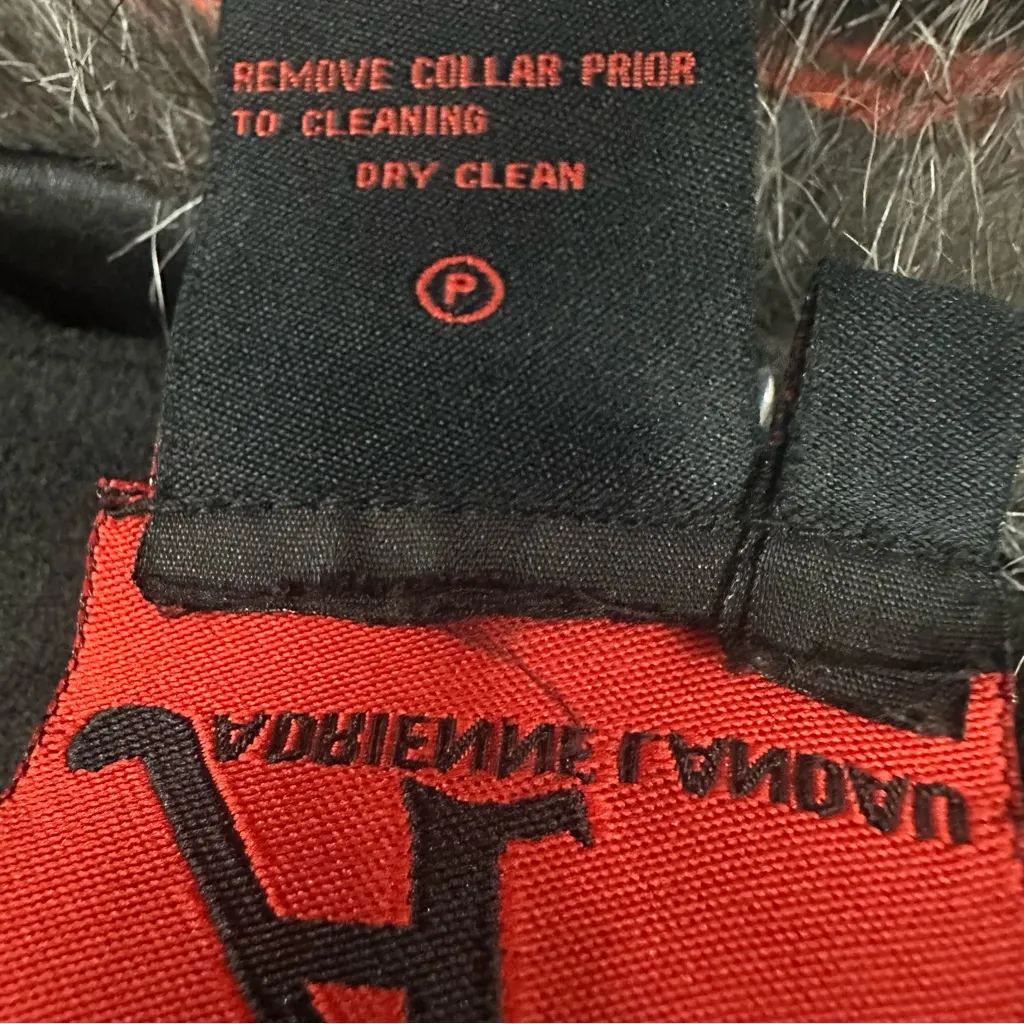 REMOVE COLLAR PRIOR
TO CLEANING
DRY CLEAN
P
ADRIENNE LANDAU